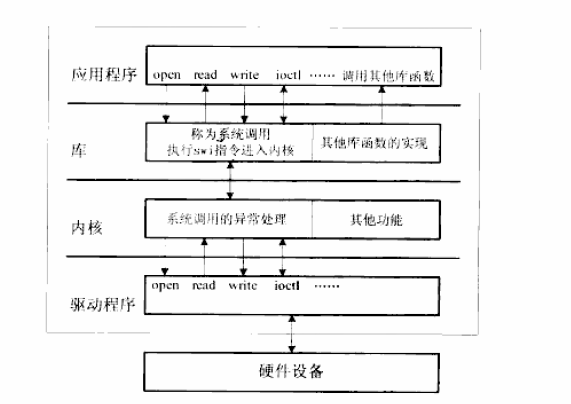 应用程序
open read write ioctl …… 调用其他库函数
库
称为系统调用
执行swi指令进入内核
其他库函数的实现
内核
系统调用的异常处理
其他功能
驱动程序
open read write ioctl ……
硬件设备